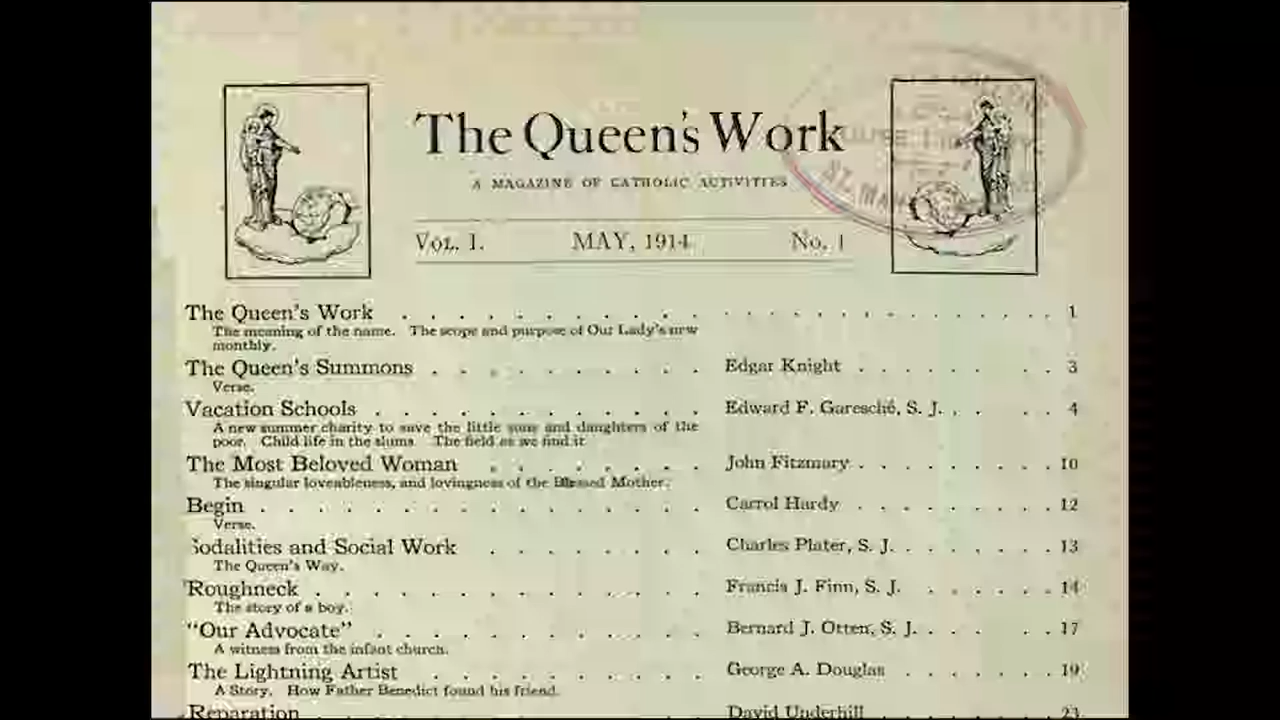 The Queen's Work
A MAGAZINE OF CATHOLIC ACTIVITIES
VOL. I. MAY, 1914 No. 1
The Queen's Work . . . . . . . . . . . . . . . . . . . . 1
The meaning of the name. The scope and purpose of Our Lady's new
monthly.
The Queen's Summons . . . . . . . . Edgar Knight . . . . . . 3
Verse.
Vacation Schools . . . . . . . . . . Edward F. Garesché, S. J. . . . . 4
A new summer charity to save the little sons and daughters of the
poor. Child life in the slums. The field as we find it
The Most Beloved Woman . . . . . . John Fitzmary . . . . . . . . 10
The singular loveableness, and lovingness of the Blessed Mother.
Begin . . . . . . . . . . . . . Carrol Hardy . . . . . . . . 12
Verse.
Sodalities and Social Work . . . . . . Charles Plater, S. J. . . . . . . 13
The Queen's Way.
Roughneck . . . . . . . . . . . . Francis J. Finn, S. J. . . . . . . 14
The story of a boy.
"Our Advocate" . . . . . . . . . . Bernard J. Otten, S. J. . . . . 17
A witness from the infant church.
The Lightning Artist . . . . . . . . George A. Douglas . . . . . . . 19
A Story. How Father Benedict found his friend.
Reparation David Underhill 23